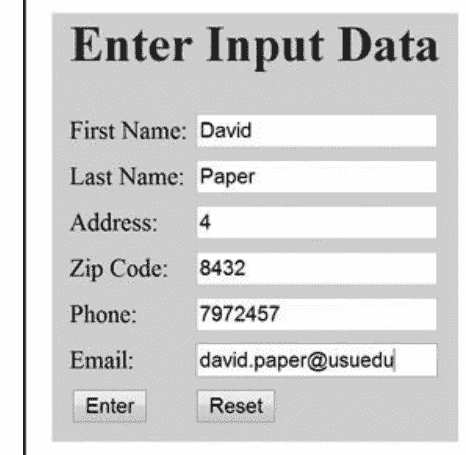 Enter Input Data
First Name: David
Last Name: Paper
Address: 4
Zip Code: 8432
Phone: 7972457
Email: david.paper@usuedu
Enter Reset